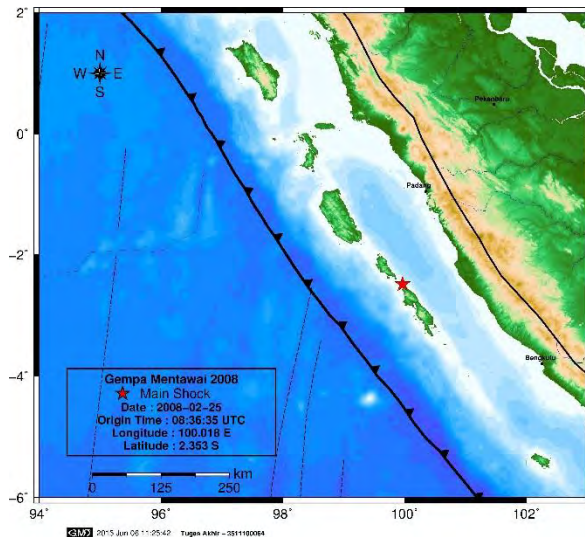 2°
0°
−2°
−4°
−6°
94°
96°
98°
100°
102°
N
W E
S
Pekanbaru
Padang
Bengkulu
Gempa Mentawai 2008
Main Shock
Date : 2008−02−25
Origin Time : 08:36:35 UTC
Longitude : 100.018 E
Latitude : 2.353 S
km
0 125 250
GMT 2015 Jun 06 11:25:42 Tugas Akhir − 3511100064